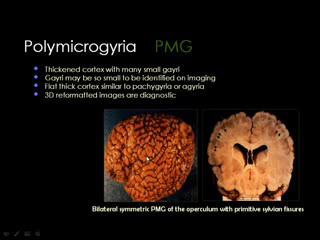 Polymicrogyria PMG
Thickened cortex with many small gayri
Gayri may be so small to be identified on imaging
Flat thick cortex similar to pachygyria or agyria
3D reformatted images are diagnostic
Bilateral symmetric PMG of the operculum with primitive sylvian fissures